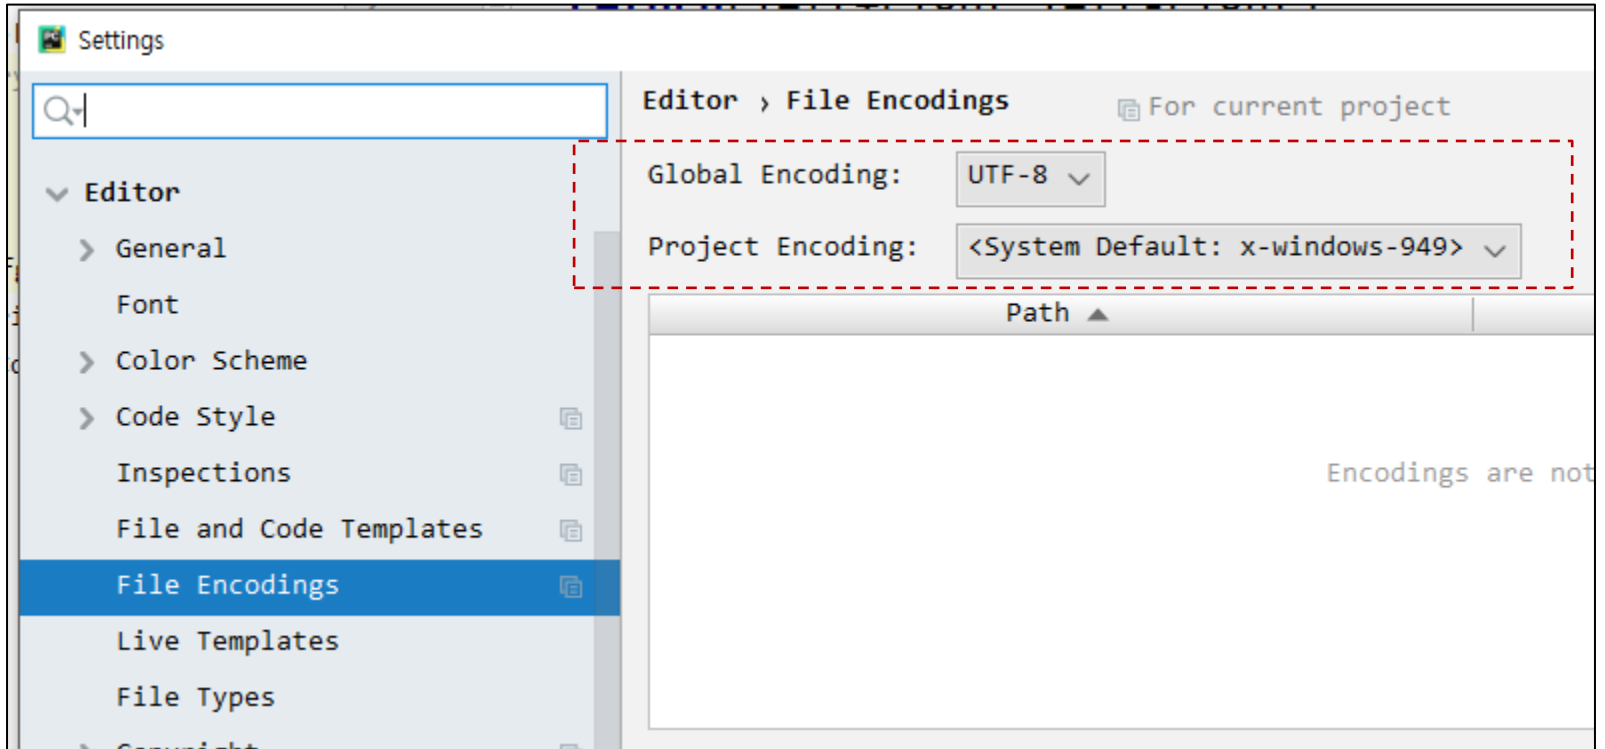 Settings
Editor › File Encodings
For current project
Global Encoding: UTF-8
Project Encoding: <System Default: x-windows-949>
Path
Encodings are not
Editor
General
Font
Color Scheme
Code Style
Inspections
File and Code Templates
File Encodings
Live Templates
File Types
Copyright